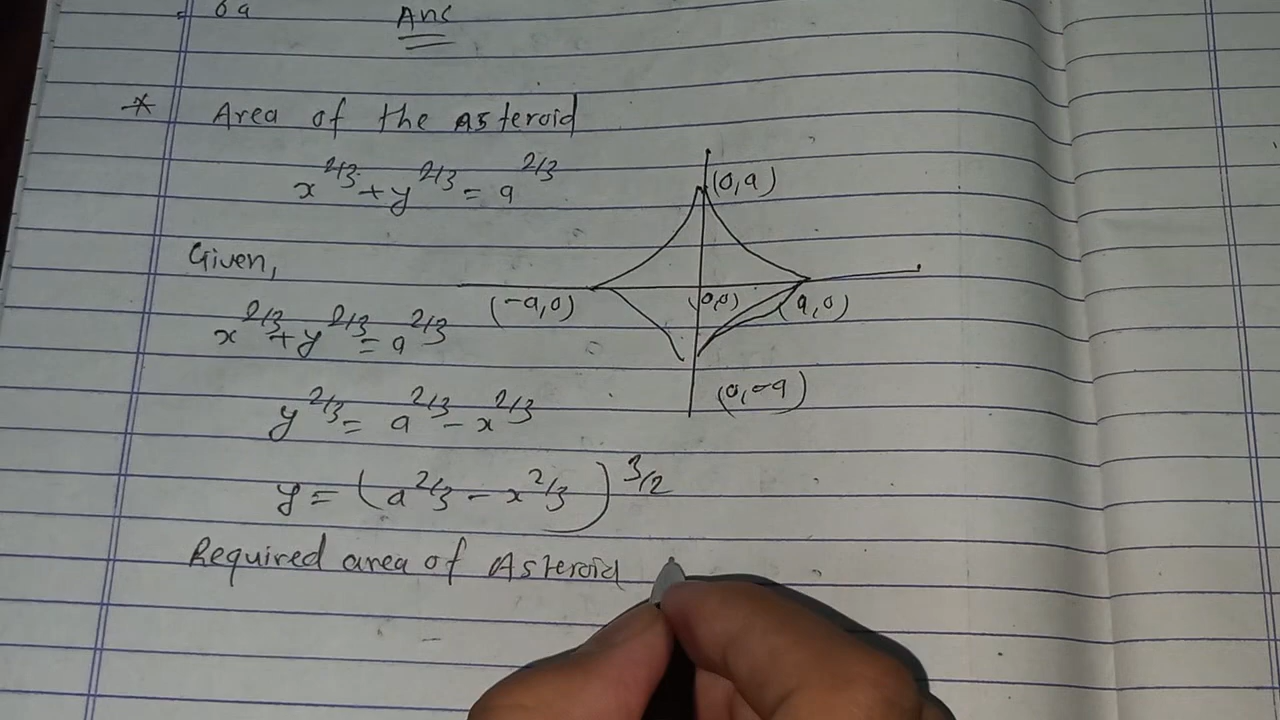 6a
Ans
* Area of the Asteroid
x^2/3 + y^2/3 = a^2/3
(0,a)
Given,
(-a,0)
(0,0)
(a,0)
x^2/3 + y^2/3 = a^2/3
(0,-a)
y^2/3 = a^2/3 - x^2/3
y = (a^2/3 - x^2/3)^3/2
Required area of Asteroid